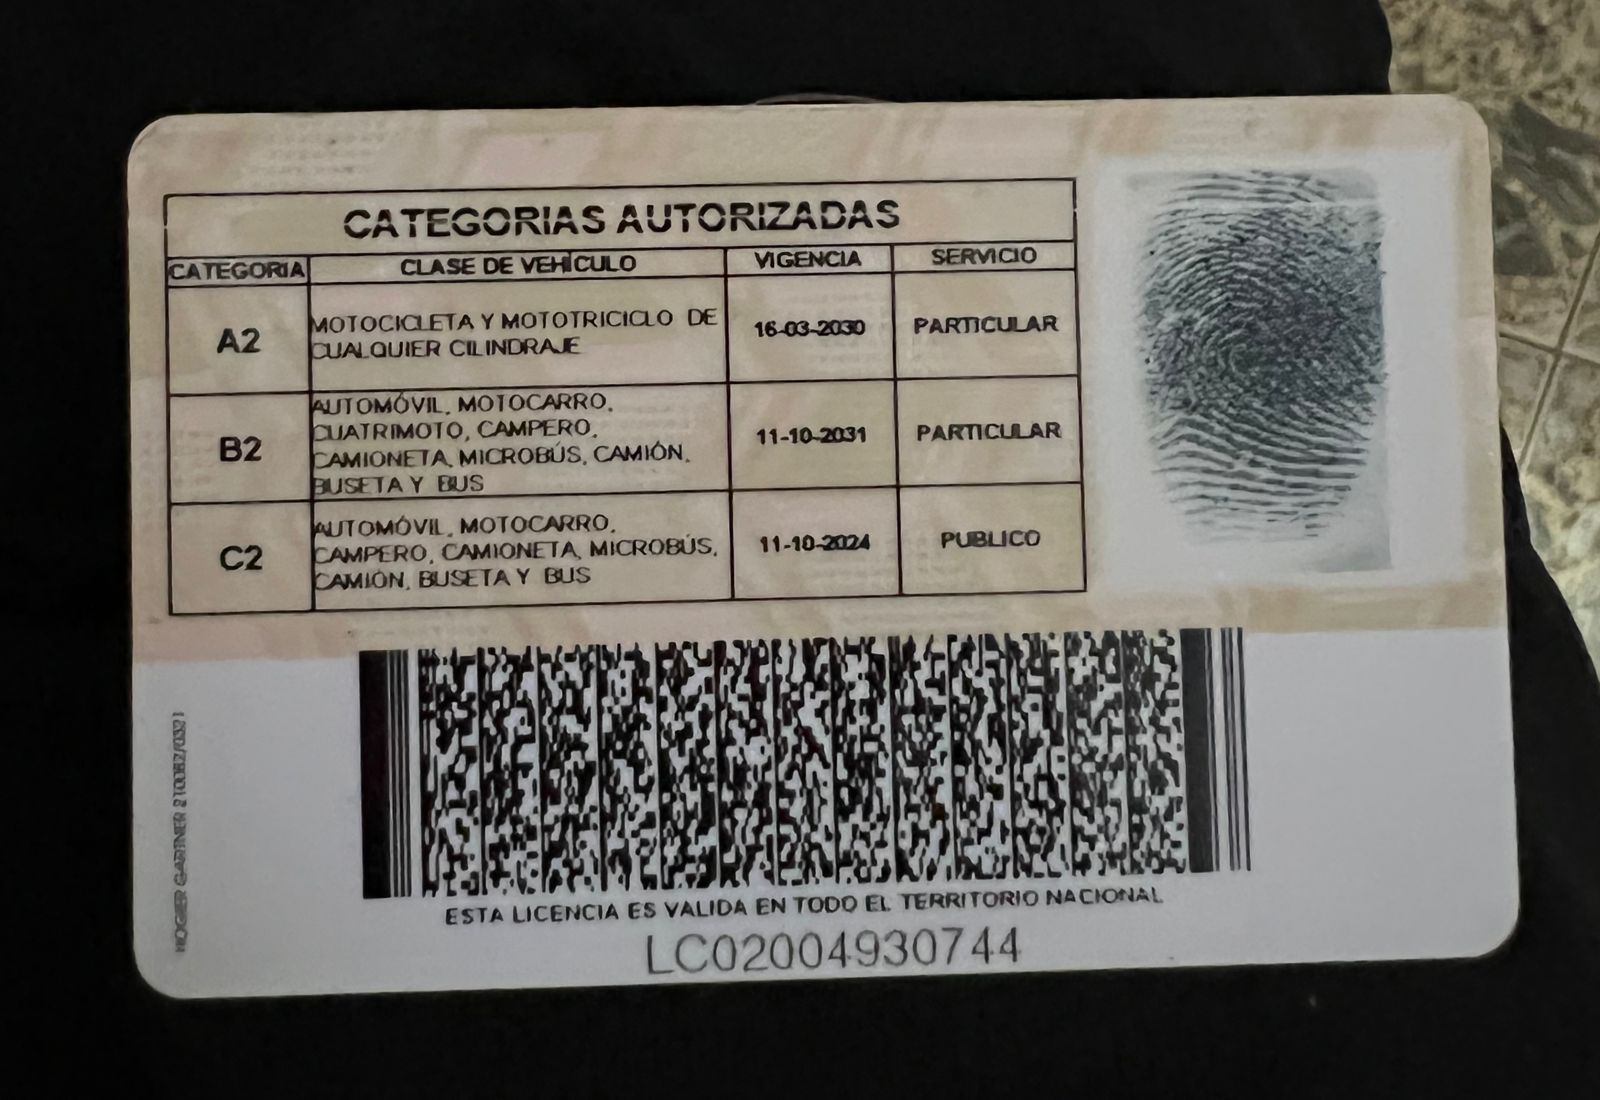 CATEGORIAS AUTORIZADAS
CATEGORIA CLASE DE VEHÍCULO VIGENCIA SERVICIO
A2 MOTOCICLETA Y MOTOTRICICLO DE CUALQUIER CILINDRAJE 16-03-2030 PARTICULAR
B2 AUTOMÓVIL, MOTOCARRO, CUATRIMOTO, CAMPERO, CAMIONETA, MICROBÚS, CAMIÓN, BUSETA Y BUS 11-10-2031 PARTICULAR
C2 AUTOMÓVIL, MOTOCARRO, CAMPERO, CAMIONETA, MICROBÚS, CAMIÓN, BUSETA Y BUS 11-10-2024 PUBLICO
ESTA LICENCIA ES VALIDA EN TODO EL TERRITORIO NACIONAL
LC02004930744